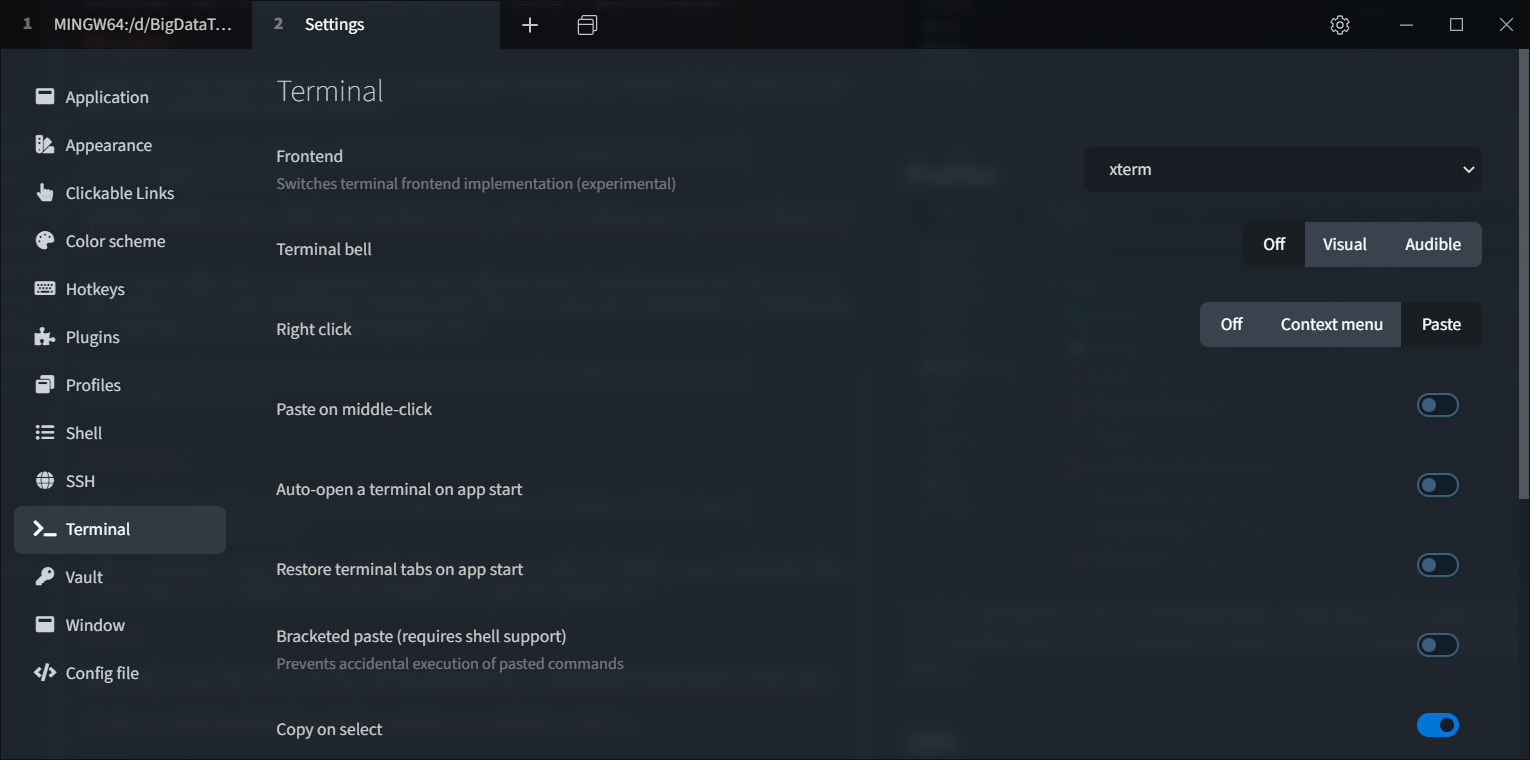 1 MINGW64:/d/BigDataT...
2 Settings
Application
Appearance
Clickable Links
Color scheme
Hotkeys
Plugins
Profiles
Shell
SSH
Terminal
Vault
Window
Config file
Terminal
Frontend
Switches terminal frontend implementation (experimental)
xterm
Terminal bell
Off Visual Audible
Right click
Off Context menu Paste
Paste on middle-click
Auto-open a terminal on app start
Restore terminal tabs on app start
Bracketed paste (requires shell support)
Prevents accidental execution of pasted commands
Copy on select